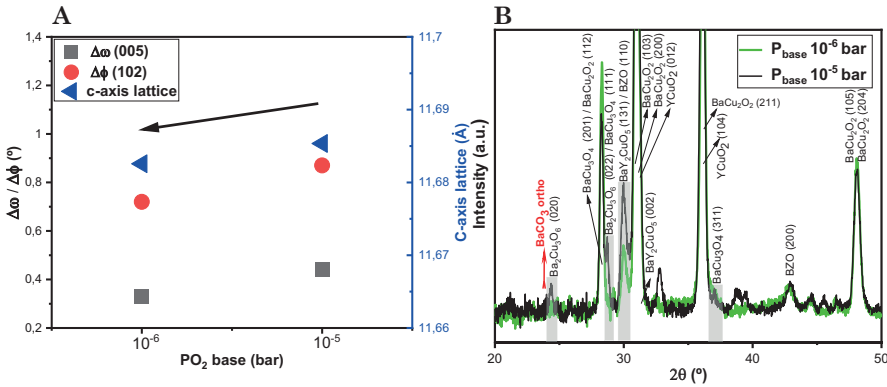 A
1,4
1,2
1
0,8
0,6
0,4
0,2
Δω / Δϕ (º)
Δω (005)
Δϕ (102)
c-axis lattice
11,7
11,69
11,68
11,67
11,66
C-axis lattice (Å)
10⁻⁶
10⁻⁵
PO₂ base (bar)
B
Intensity (a.u.)
BaCO₃ ortho
Ba₂Cu₃O₆ (020)
BaCu₃O₄ (201) / BaCu₂O₂ (112)
Ba₂Cu₃O₆ (022) / BaCu₃O₄ (111)
BaY₂CuO₅ (131) / BZO (110)
BaCu₂O₂ (103)
BaCu₂O₂ (200)
YCuO₂ (012)
BaY₂CuO₅ (002)
P_base 10⁻⁶ bar
P_base 10⁻⁵ bar
BaCu₂O₂ (211)
YCuO₂ (104)
BaCu₃O₄ (311)
BZO (200)
BaCu₂O₂ (105)
BaCu₂O₂ (204)
20
30
40
50
2θ (º)